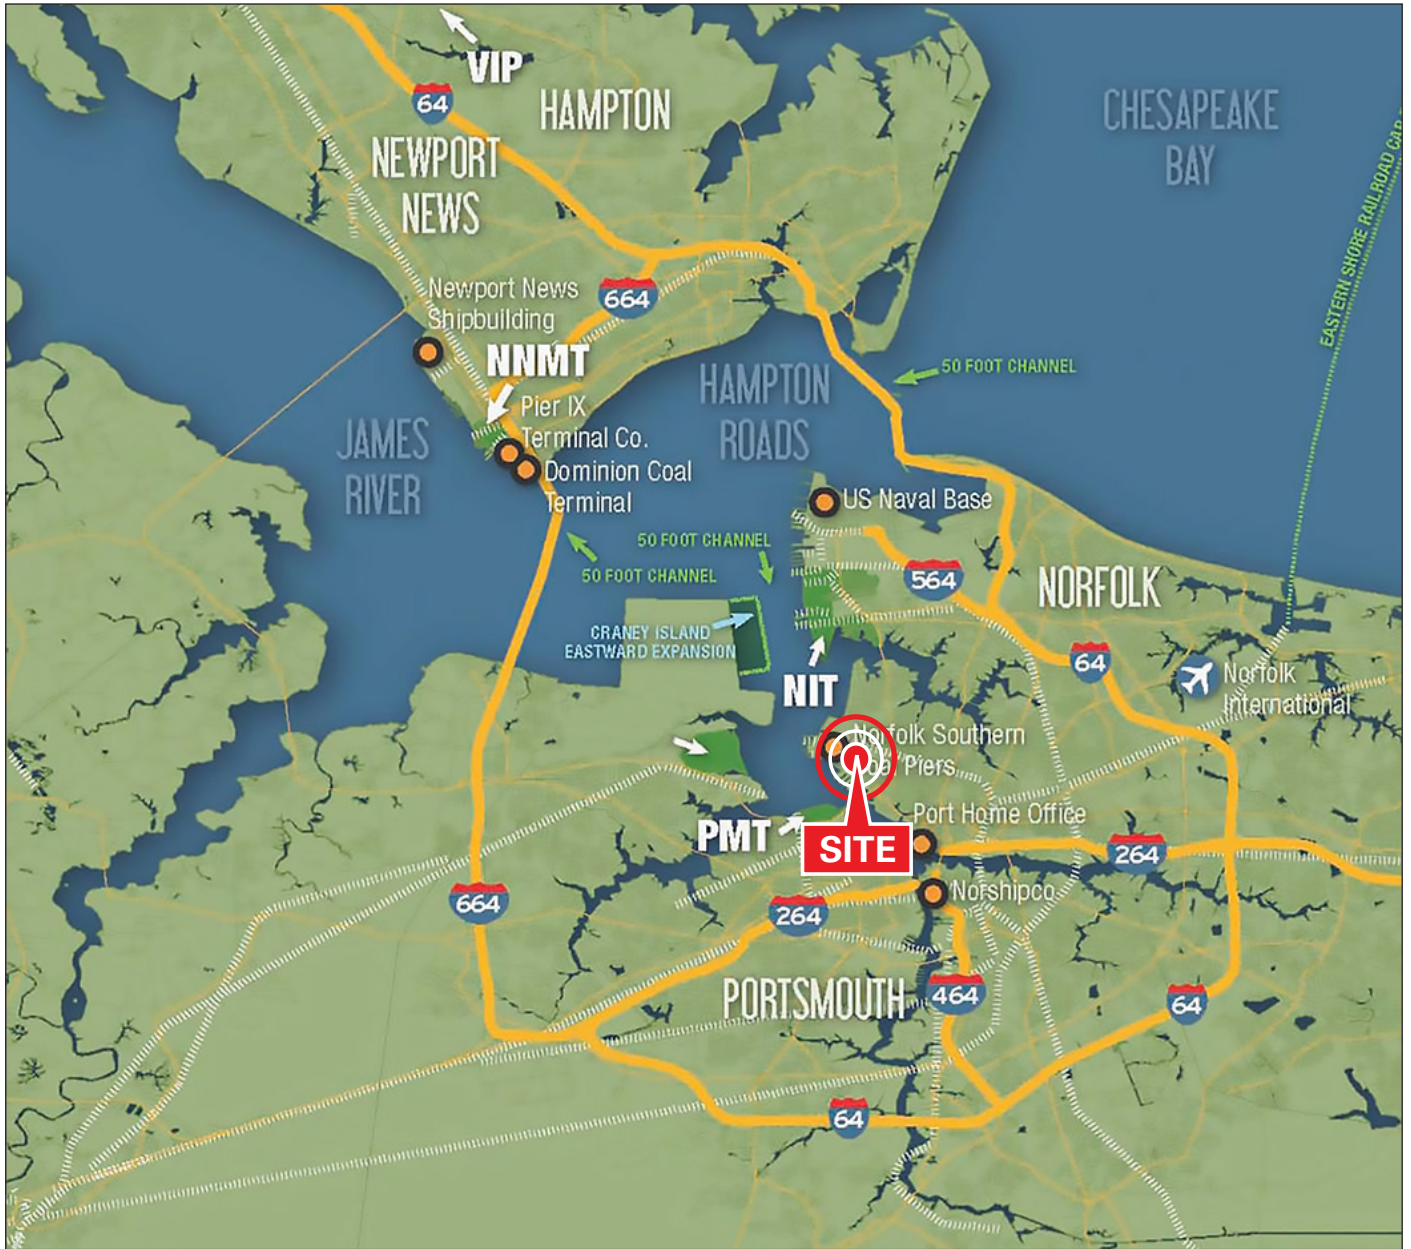 VIP
64
HAMPTON
CHESAPEAKE
BAY
NEWPORT
NEWS
EASTERN SHORE RAILROAD CAR
664
Newport News
Shipbuilding
NNMT
50 FOOT CHANNEL
HAMPTON
ROADS
Pier IX
Terminal Co.
JAMES
RIVER
Dominion Coal
Terminal
US Naval Base
50 FOOT CHANNEL
50 FOOT CHANNEL
564
NORFOLK
CRANEY ISLAND
EASTWARD EXPANSION
64
NIT
Norfolk
International
Norfolk Southern
Coal Piers
Port Home Office
PMT
SITE
264
664
264
Norshipco
PORTSMOUTH
464
64
64